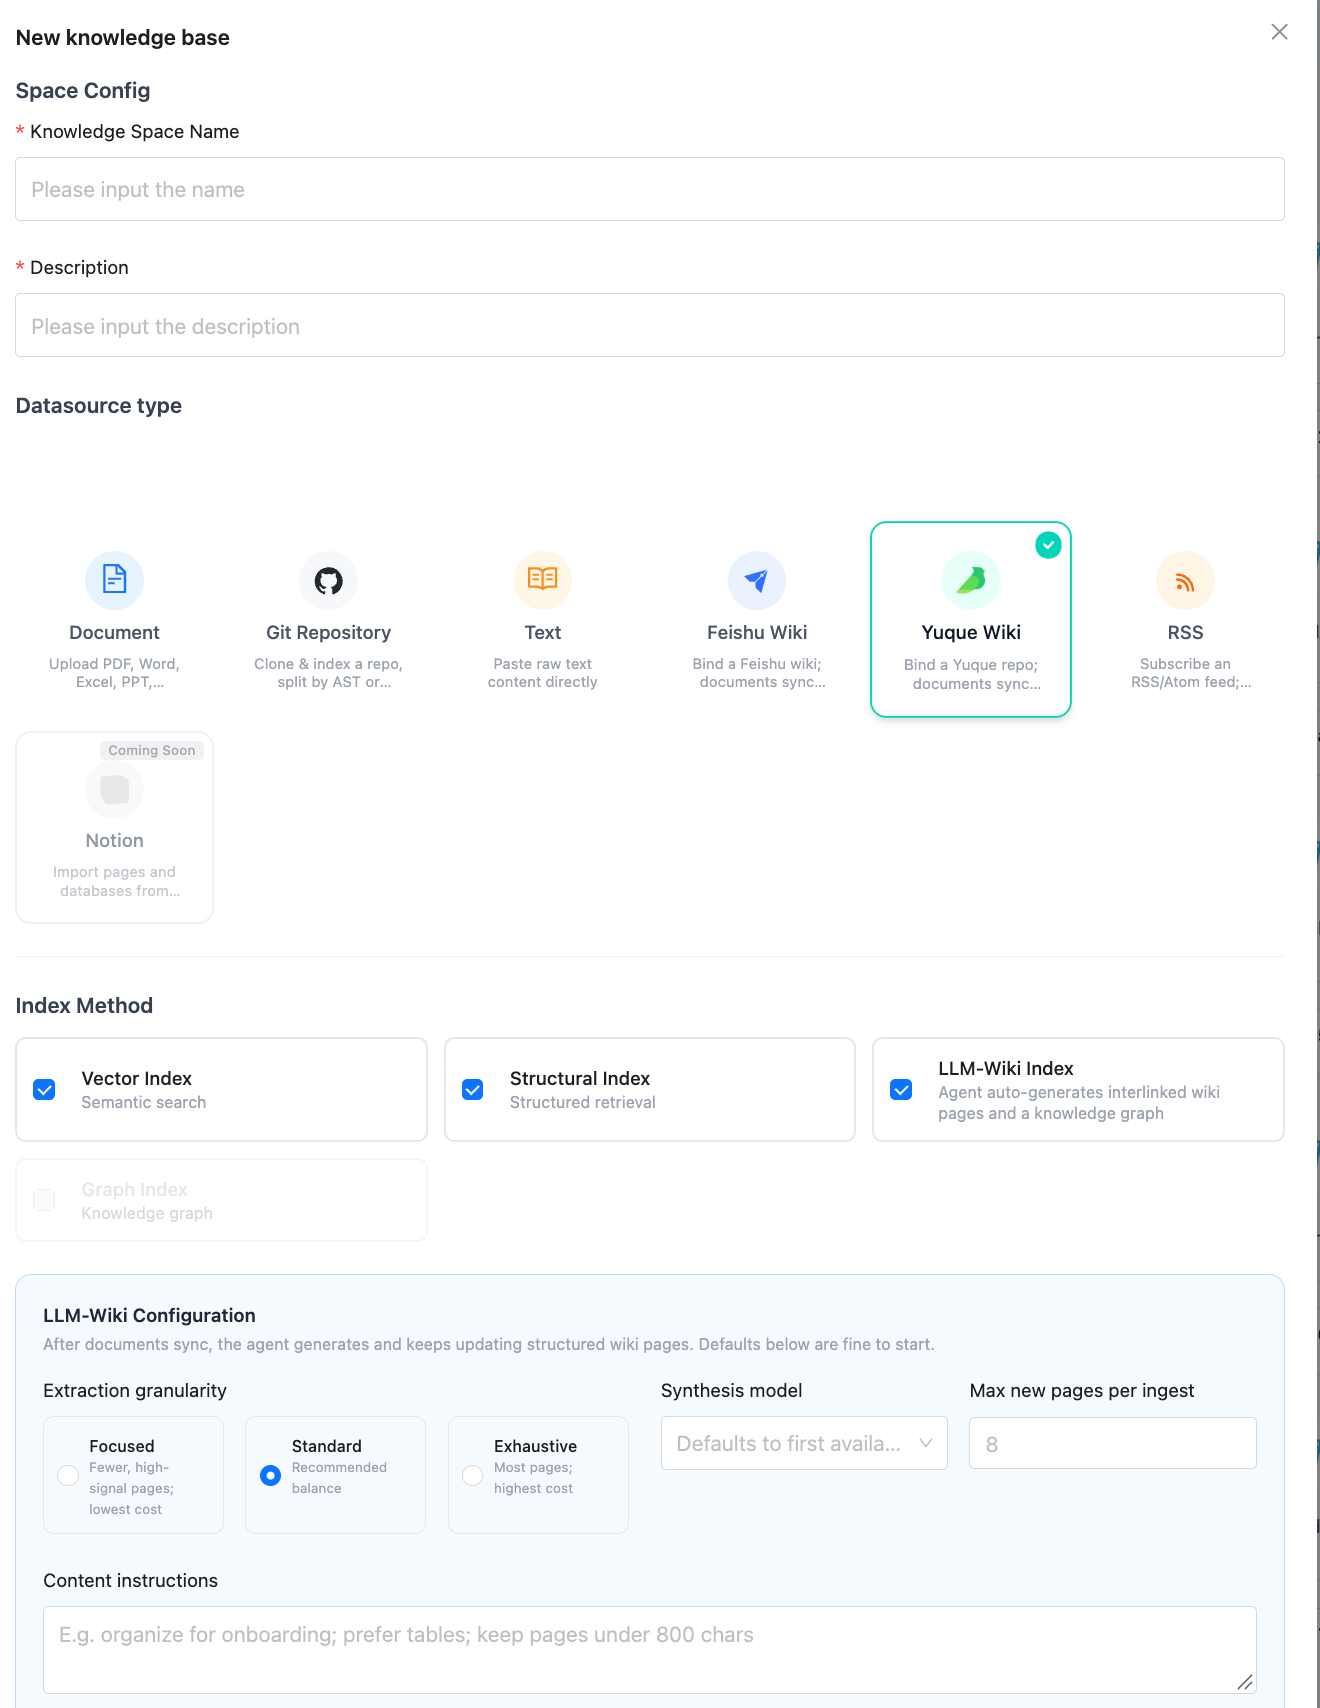 New knowledge base
Space Config
* Knowledge Space Name
Please input the name
* Description
Please input the description
Datasource type
Document
Upload PDF, Word,
Excel, PPT,...
Git Repository
Clone & index a repo,
split by AST or...
Text
Paste raw text
content directly
Feishu Wiki
Bind a Feishu wiki;
documents sync...
Yuque Wiki
Bind a Yuque repo;
documents sync...
RSS
Subscribe an
RSS/Atom feed;...
Coming Soon
Notion
Import pages and
databases from...
Index Method
Vector Index
Semantic search
Structural Index
Structured retrieval
LLM-Wiki Index
Agent auto-generates interlinked wiki
pages and a knowledge graph
Graph Index
Knowledge graph
LLM-Wiki Configuration
After documents sync, the agent generates and keeps updating structured wiki pages. Defaults below are fine to start.
Extraction granularity
Focused
Fewer, high-
signal pages;
lowest cost
Standard
Recommended
balance
Exhaustive
Most pages;
highest cost
Synthesis model
Defaults to first availa...
Max new pages per ingest
8
Content instructions
E.g. organize for onboarding; prefer tables; keep pages under 800 chars